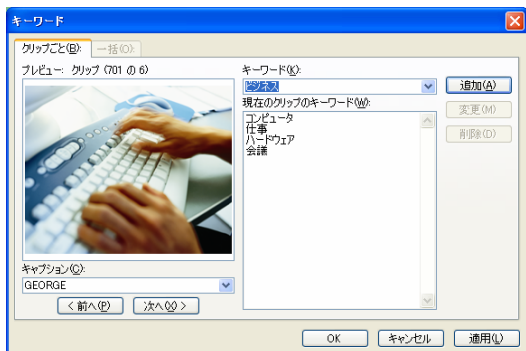 キーワード
クリップごと(B):
一括(O):
プレビュー: クリップ (701 の 6)
キーワード(K):
ビジネス
追加(A)
現在のクリップのキーワード(W):
変更(M)
コンピュータ
仕事
削除(D)
ハードウェア
会議
キャプション(C):
GEORGE
< 前へ(P)
次へ(X) >
OK
キャンセル
適用(L)